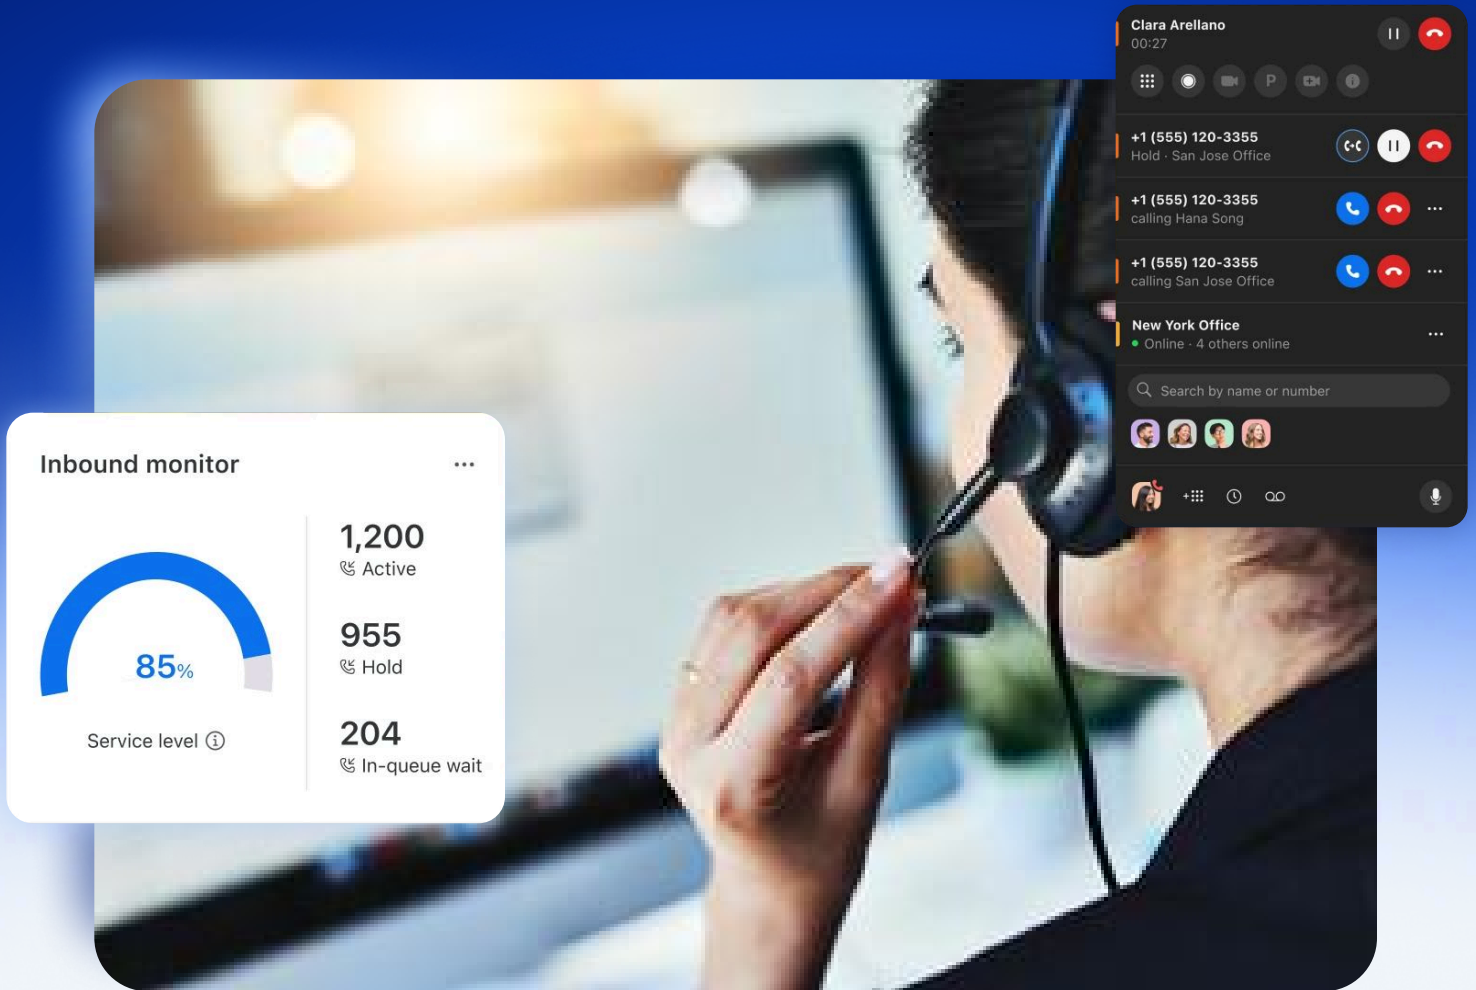 Clara Arellano
00:27
P
+1 (555) 120-3355
Hold · San Jose Office
+1 (555) 120-3355
calling Hana Song
+1 (555) 120-3355
calling San Jose Office
New York Office
Online · 4 others online
Search by name or number
Inbound monitor
85%
Service level
1,200
Active
955
Hold
204
In-queue wait